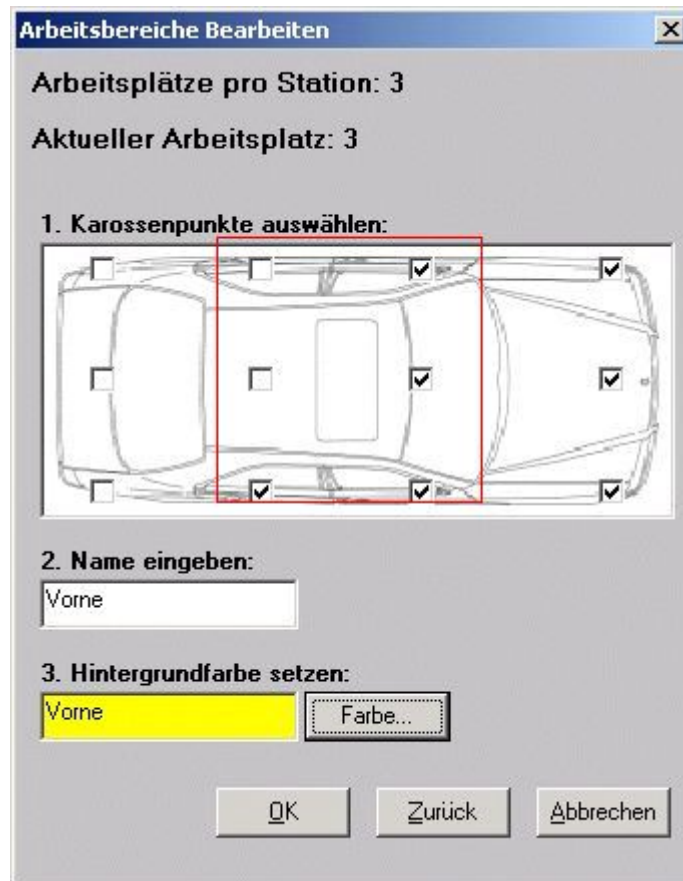 Arbeitsbereiche Bearbeiten
Arbeitsplätze pro Station: 3
Aktueller Arbeitsplatz: 3
1. Karossenpunkte auswählen:
2. Name eingeben:
Vorne
3. Hintergrundfarbe setzen:
Vorne Farbe...
OK Zurück Abbrechen